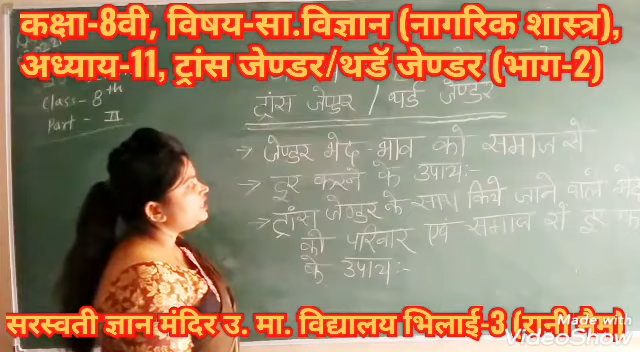 कक्षा-8वी, विषय-सा.विज्ञान (नागरिक शास्त्र),
अध्याय-11, ट्रांस जेण्डर/थर्ड जेण्डर (भाग-2)
Class - 8th
Part - II
ट्रांस जेण्डर / थर्ड जेण्डर
→ जेण्डर भेद-भाव को समाज से
→ दूर करने के उपाय:-
→ ट्रांस जेण्डर के साथ किये जाने वाले
को परिवार एवं समाज से दूर
के उपाय:-
सरस्वती ज्ञान मंदिर उ. मा. विद्यालय भिलाई-3
Made with
VideoShow